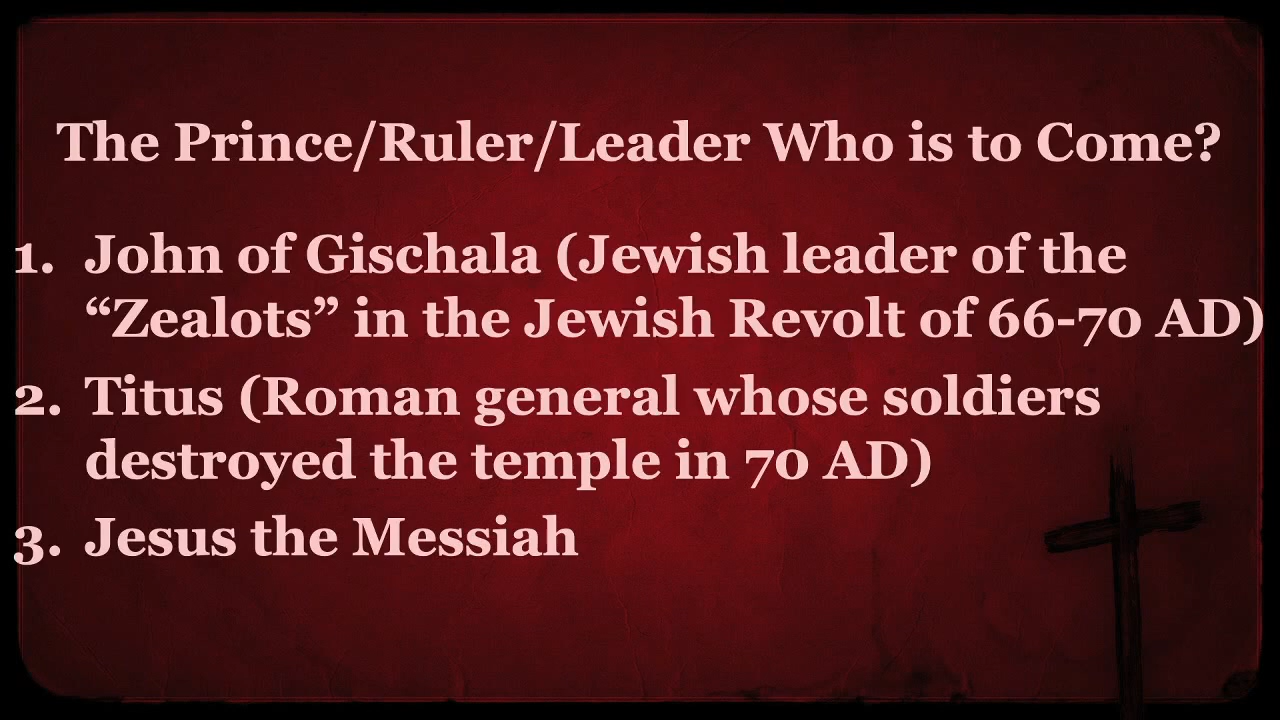 The Prince/Ruler/Leader Who is to Come?
1. John of Gischala (Jewish leader of the
“Zealots” in the Jewish Revolt of 66-70 AD)
2. Titus (Roman general whose soldiers
destroyed the temple in 70 AD)
3. Jesus the Messiah